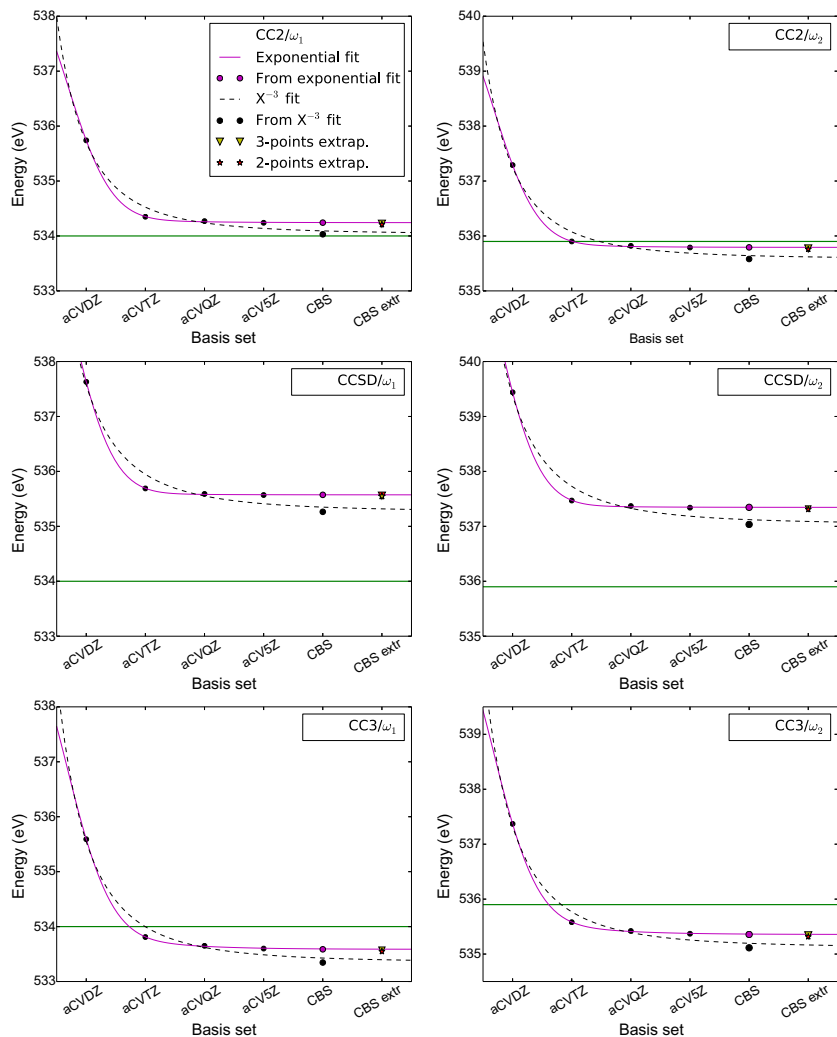 CC2/ω₁
Exponential fit
From exponential fit
X⁻³ fit
From X⁻³ fit
3-points extrap.
2-points extrap.
538
537
536
535
534
533
Energy (eV)
aCVDZ
aCVTZ
aCVQZ
aCV5Z
CBS
CBS extr
Basis set
CC2/ω₂
540
539
538
537
536
535
Energy (eV)
aCVDZ
aCVTZ
aCVQZ
aCV5Z
CBS
CBS extr
Basis set
CCSD/ω₁
538
537
536
535
534
533
Energy (eV)
aCVDZ
aCVTZ
aCVQZ
aCV5Z
CBS
CBS extr
Basis set
CCSD/ω₂
540
539
538
537
536
535
Energy (eV)
aCVDZ
aCVTZ
aCVQZ
aCV5Z
CBS
CBS extr
Basis set
CC3/ω₁
538
537
536
535
534
533
Energy (eV)
aCVDZ
aCVTZ
aCVQZ
aCV5Z
CBS
CBS extr
Basis set
CC3/ω₂
539
538
537
536
535
Energy (eV)
aCVDZ
aCVTZ
aCVQZ
aCV5Z
CBS
CBS extr
Basis set